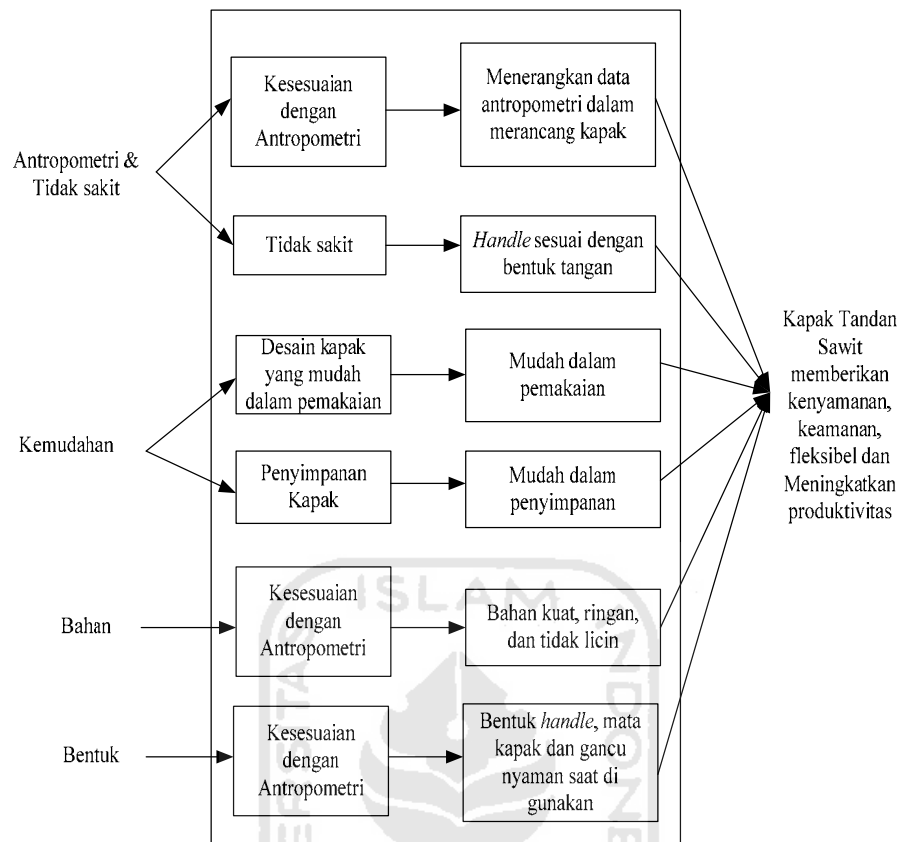 Antropometri &
Tidak sakit
Kesesuaian
dengan
Antropometri
Menerangkan data
antropometri dalam
merancang kapak
Tidak sakit
Handle sesuai dengan
bentuk tangan
Kemudahan
Desain kapak
yang mudah
dalam pemakaian
Mudah dalam
pemakaian
Penyimpanan
Kapak
Mudah dalam
penyimpanan
Bahan
Kesesuaian
dengan
Antropometri
Bahan kuat, ringan,
dan tidak licin
Bentuk
Kesesuaian
dengan
Antropometri
Bentuk handle, mata
kapak dan gancu
nyaman saat di
gunakan
Kapak Tandan
Sawit
memberikan
kenyamanan,
keamanan,
fleksibel dan
Meningkatkan
produktivitas
ISLAM